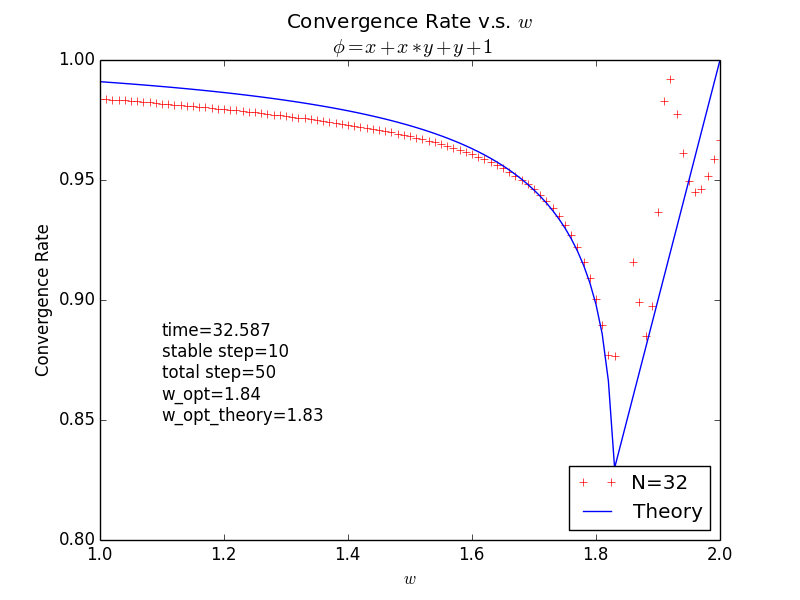 Convergence Rate v.s. w
ϕ=x+x*y+y+1
1.00
0.95
0.90
0.85
0.80
Convergence Rate
time=32.587
stable step=10
total step=50
w_opt=1.84
w_opt_theory=1.83
N=32
Theory
1.0 1.2 1.4 1.6 1.8 2.0
w